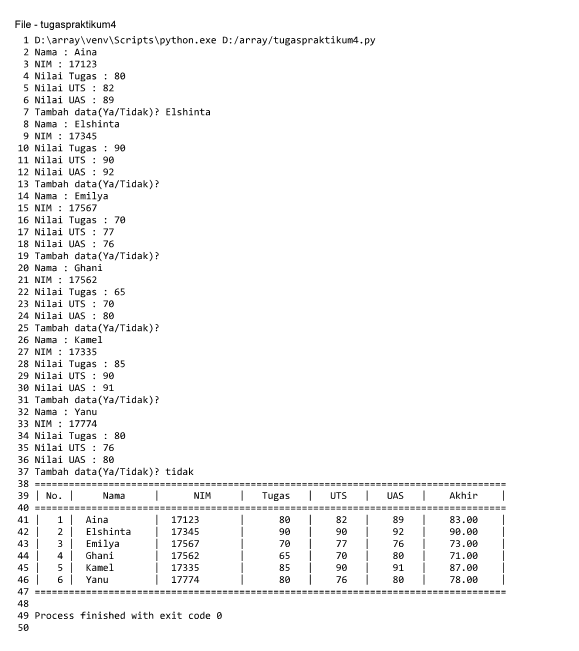 File - tugaspraktikum4
1 D:\array\venv\Scripts\python.exe D:/array/tugaspraktikum4.py
2 Nama : Aina
3 NIM : 17123
4 Nilai Tugas : 80
5 Nilai UTS : 82
6 Nilai UAS : 89
7 Tambah data(Ya/Tidak)? Elshinta
8 Nama : Elshinta
9 NIM : 17345
10 Nilai Tugas : 90
11 Nilai UTS : 90
12 Nilai UAS : 92
13 Tambah data(Ya/Tidak)?
14 Nama : Emilya
15 NIM : 17567
16 Nilai Tugas : 70
17 Nilai UTS : 77
18 Nilai UAS : 76
19 Tambah data(Ya/Tidak)?
20 Nama : Ghani
21 NIM : 17562
22 Nilai Tugas : 65
23 Nilai UTS : 70
24 Nilai UAS : 80
25 Tambah data(Ya/Tidak)?
26 Nama : Kamel
27 NIM : 17335
28 Nilai Tugas : 85
29 Nilai UTS : 90
30 Nilai UAS : 91
31 Tambah data(Ya/Tidak)?
32 Nama : Yanu
33 NIM : 17774
34 Nilai Tugas : 80
35 Nilai UTS : 76
36 Nilai UAS : 80
37 Tambah data(Ya/Tidak)? tidak
38 ===================================================================================
39 | No. | Nama | NIM | Tugas | UTS | UAS | Akhir |
40 ===================================================================================
41 | 1 | Aina | 17123 | 80 | 82 | 89 | 83.00 |
42 | 2 | Elshinta | 17345 | 90 | 90 | 92 | 90.00 |
43 | 3 | Emilya | 17567 | 70 | 77 | 76 | 73.00 |
44 | 4 | Ghani | 17562 | 65 | 70 | 80 | 71.00 |
45 | 5 | Kamel | 17335 | 85 | 90 | 91 | 87.00 |
46 | 6 | Yanu | 17774 | 80 | 76 | 80 | 78.00 |
47 ===================================================================================
48
49 Process finished with exit code 0
50